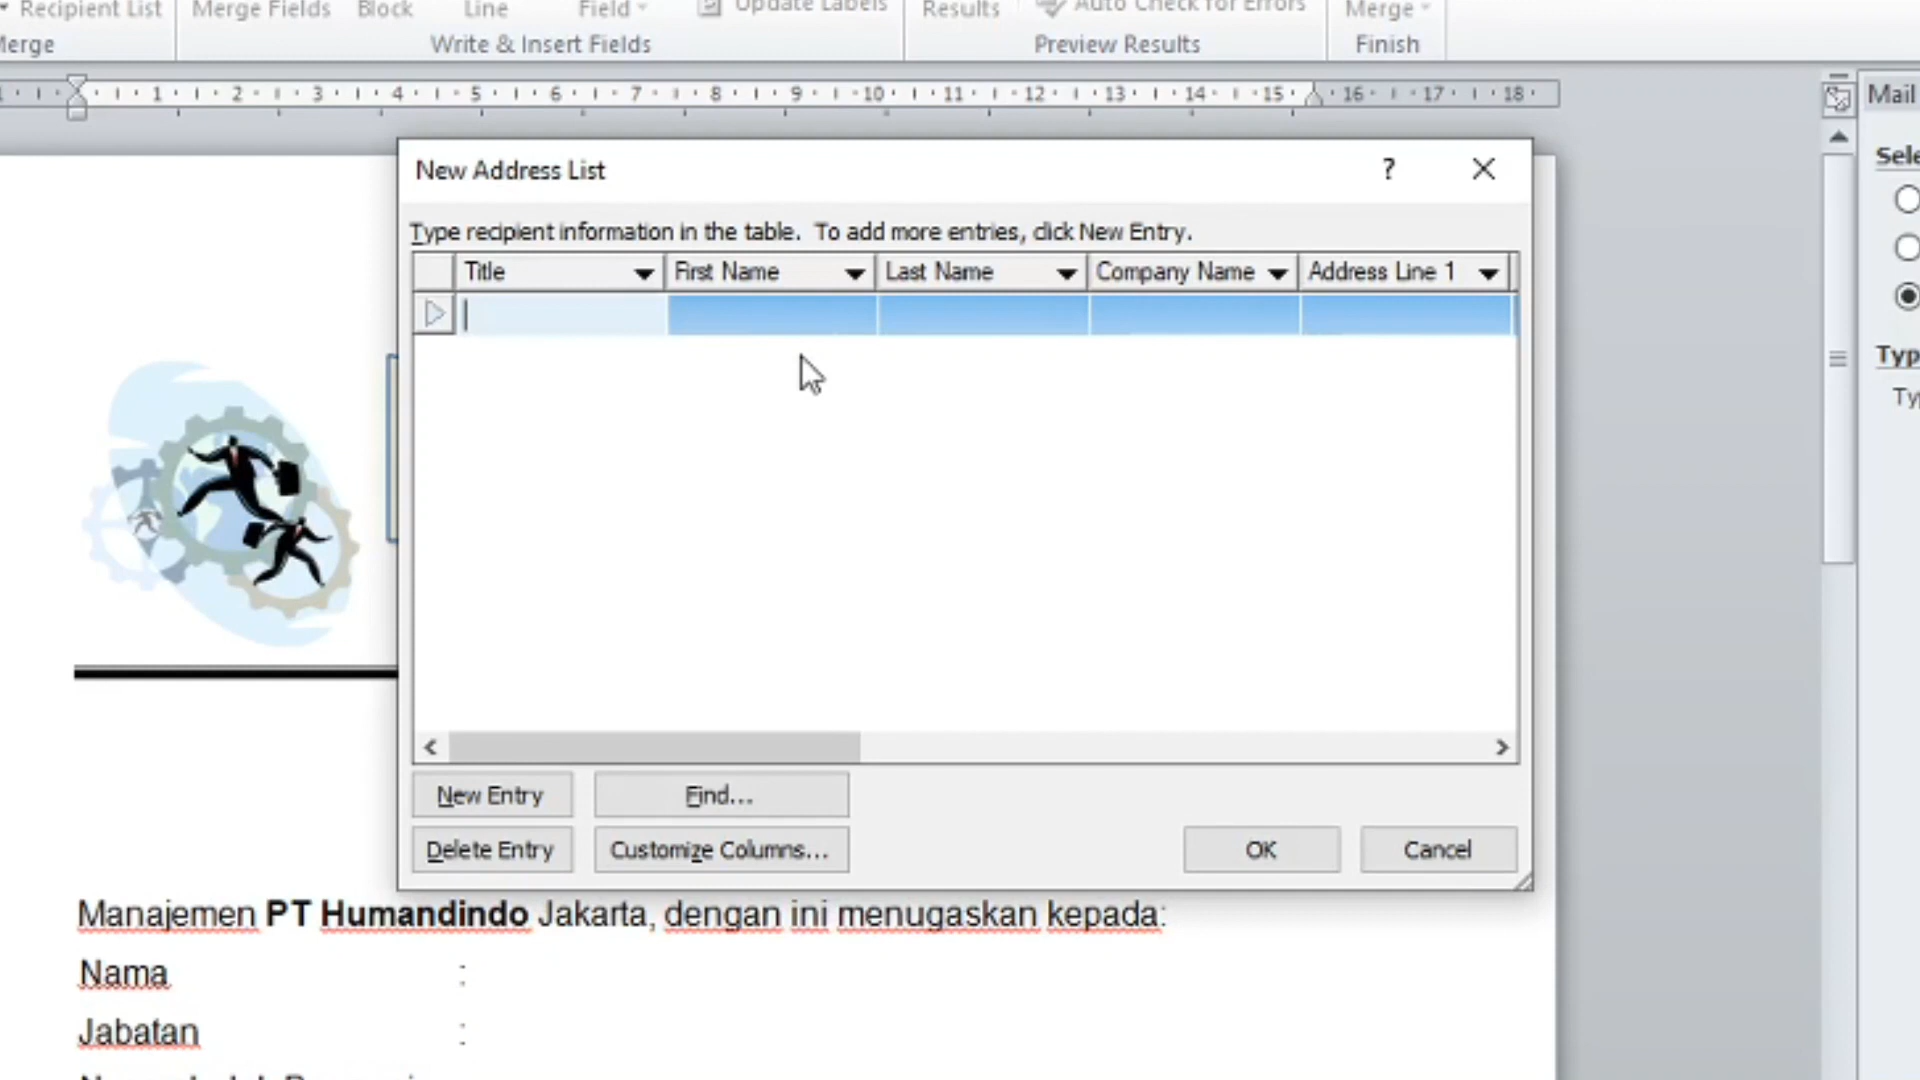 Recipient List
Merge Fields
Block
Line
Field
Update Labels
Results
Auto Check for Errors
Merge
Merge
Write & Insert Fields
Preview Results
Finish
1 2 3 4 5 6 7 8 9 10 11 12 13 14 15 16 17 18
Mail
New Address List
?
Type recipient information in the table. To add more entries, click New Entry.
Title
First Name
Last Name
Company Name
Address Line 1
New Entry
Find...
Delete Entry
Customize Columns...
OK
Cancel
Manajemen PT Humandindo Jakarta, dengan ini menugaskan kepada:
Nama :
Jabatan :